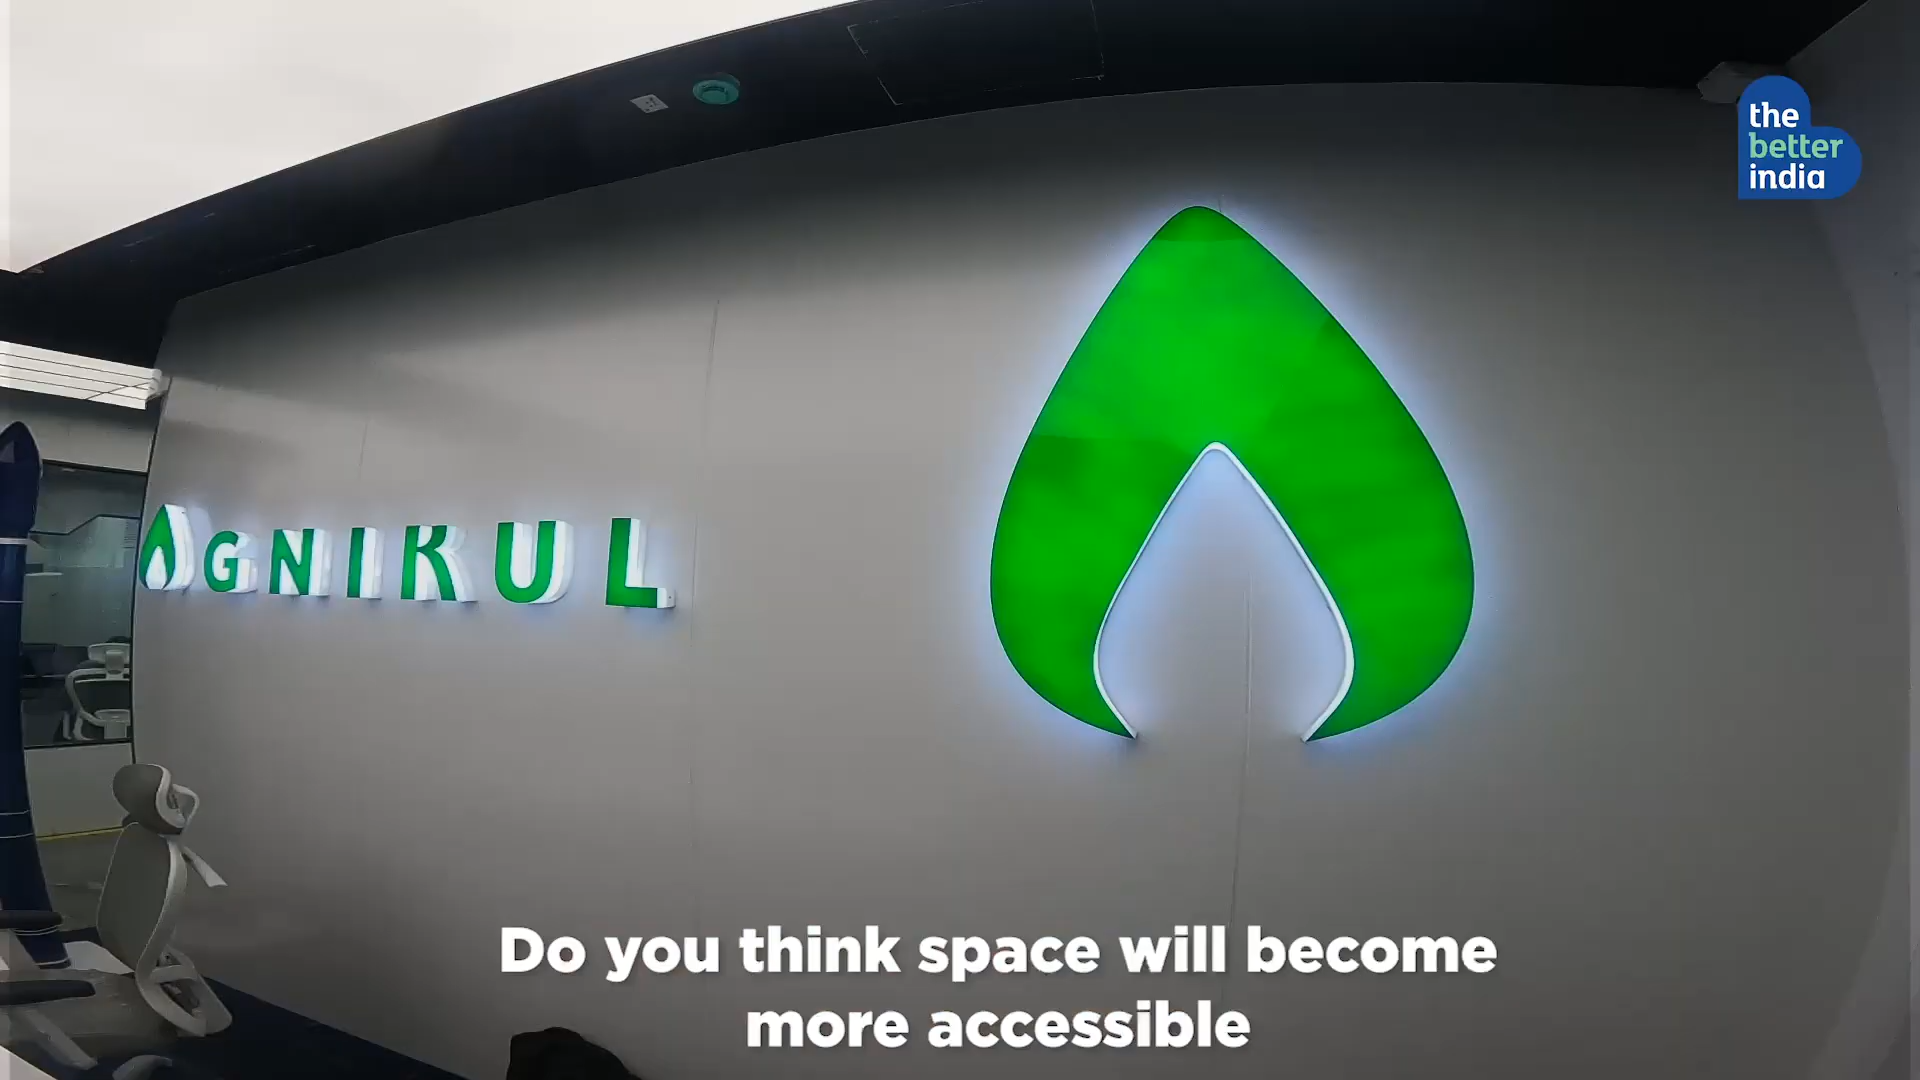 the
better
india
AGNIKUL
Do you think space will become
more accessible